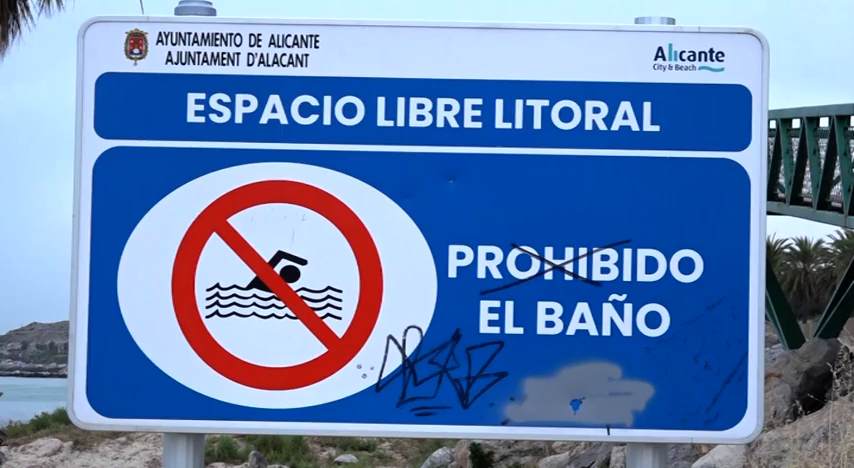 AYUNTAMIENTO DE ALICANTE
AJUNTAMENT D'ALACANT
Alicante
City & Beach
ESPACIO LIBRE LITORAL
PROHIBIDO
EL BAÑO